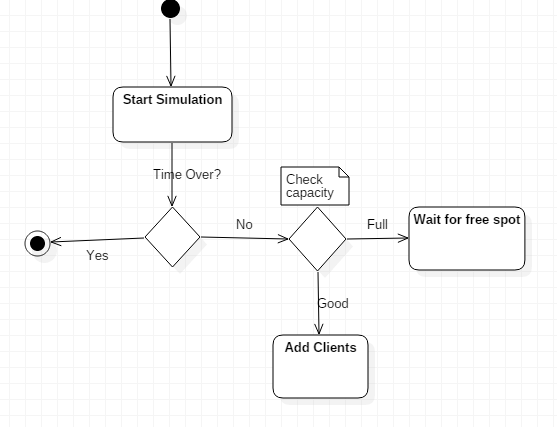 Start Simulation
Time Over?
Check
capacity
No
Full
Wait for free spot
Yes
Good
Add Clients